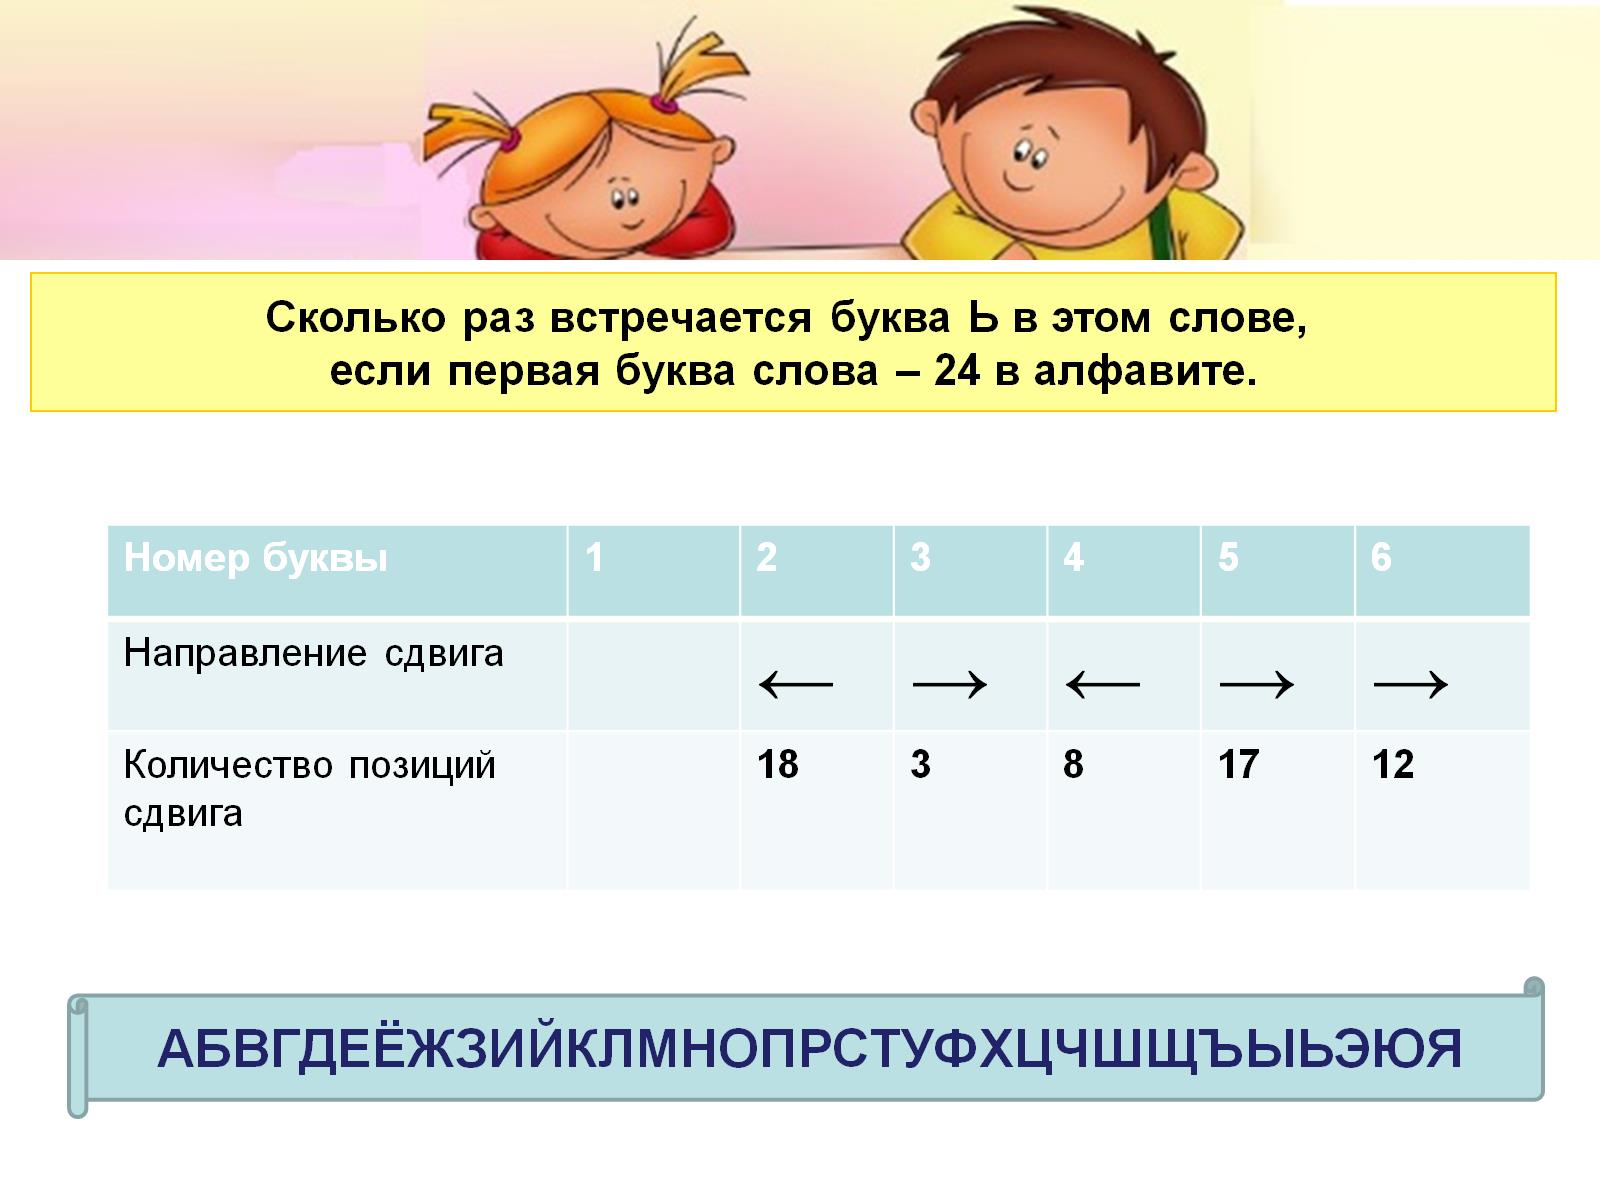 Сколько раз встречается буква Ь в этом слове,
если первая буква слова – 24 в алфавите.
Номер буквы 1 2 3 4 5 6
Направление сдвига ← → ← → →
Количество позиций
сдвига 18 3 8 17 12
АБВГДЕЁЖЗИЙКЛМНОПРСТУФХЦЧШЩЪЫЬЭЮЯ